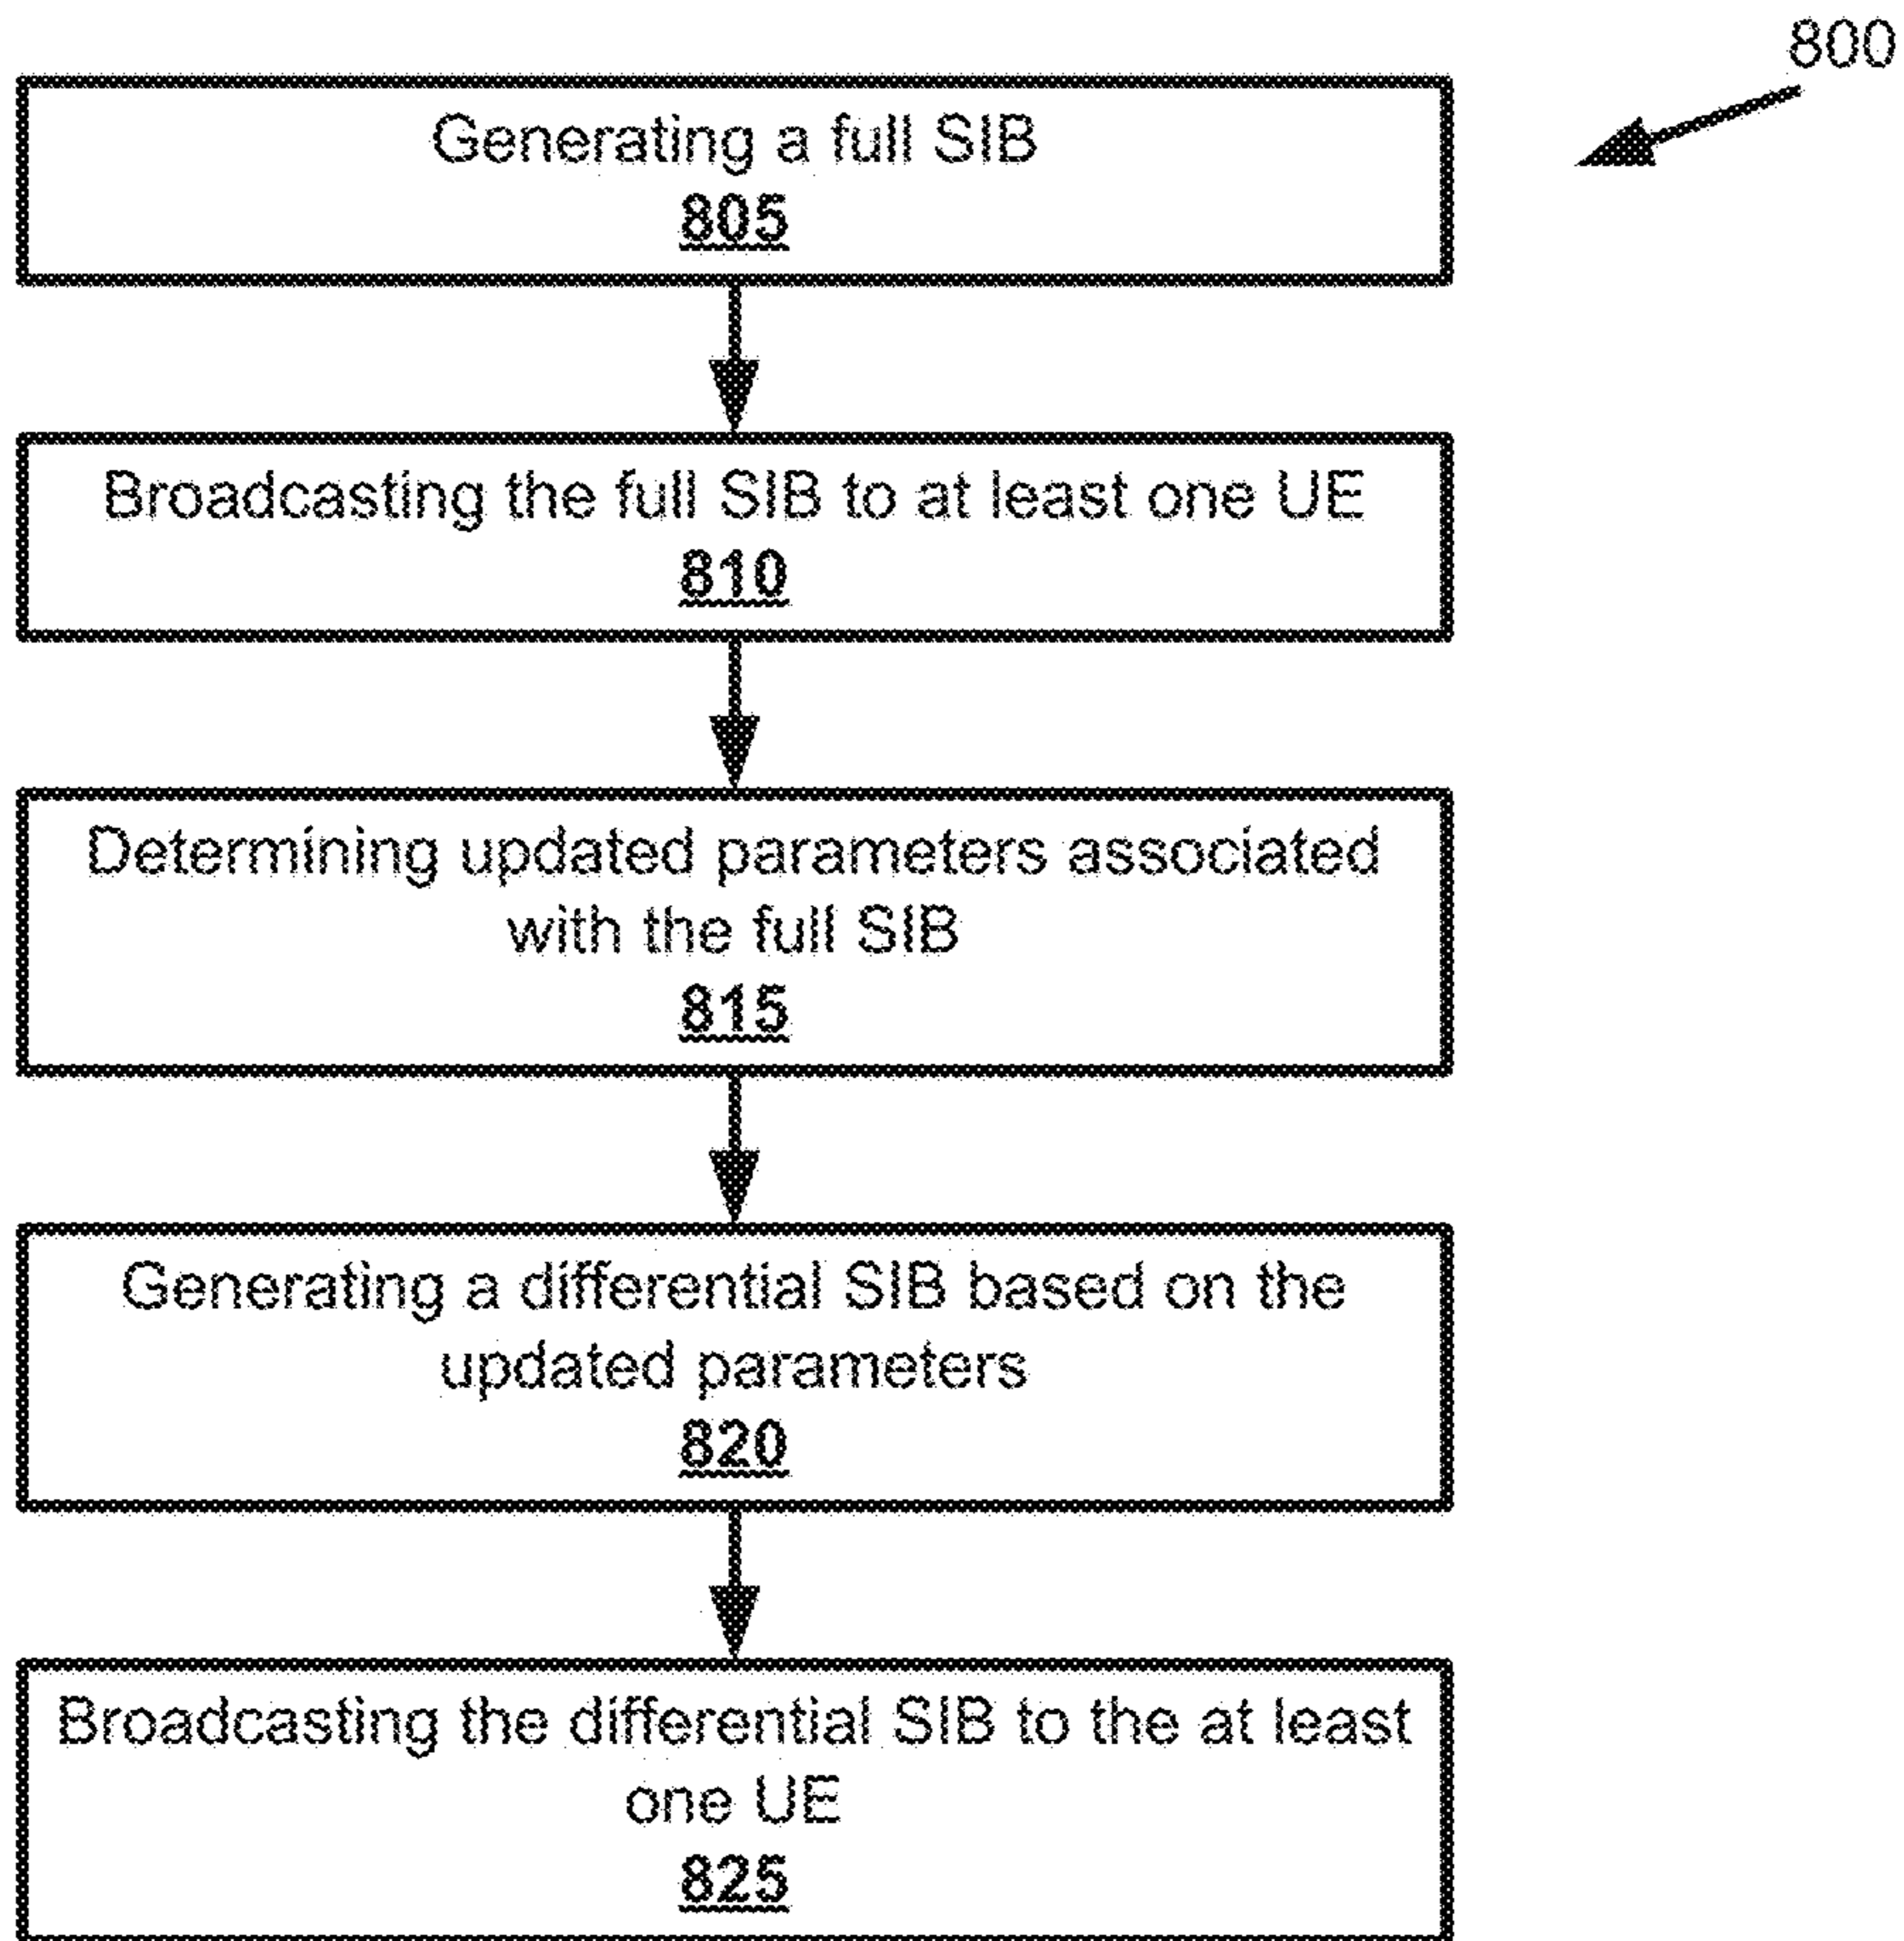 800
Generating a full SIB
805
Broadcasting the full SIB to at least one UE
810
Determining updated parameters associated
with the full SIB
815
Generating a differential SIB based on the
updated parameters
820
Broadcasting the differential SIB to the at least
one UE
825